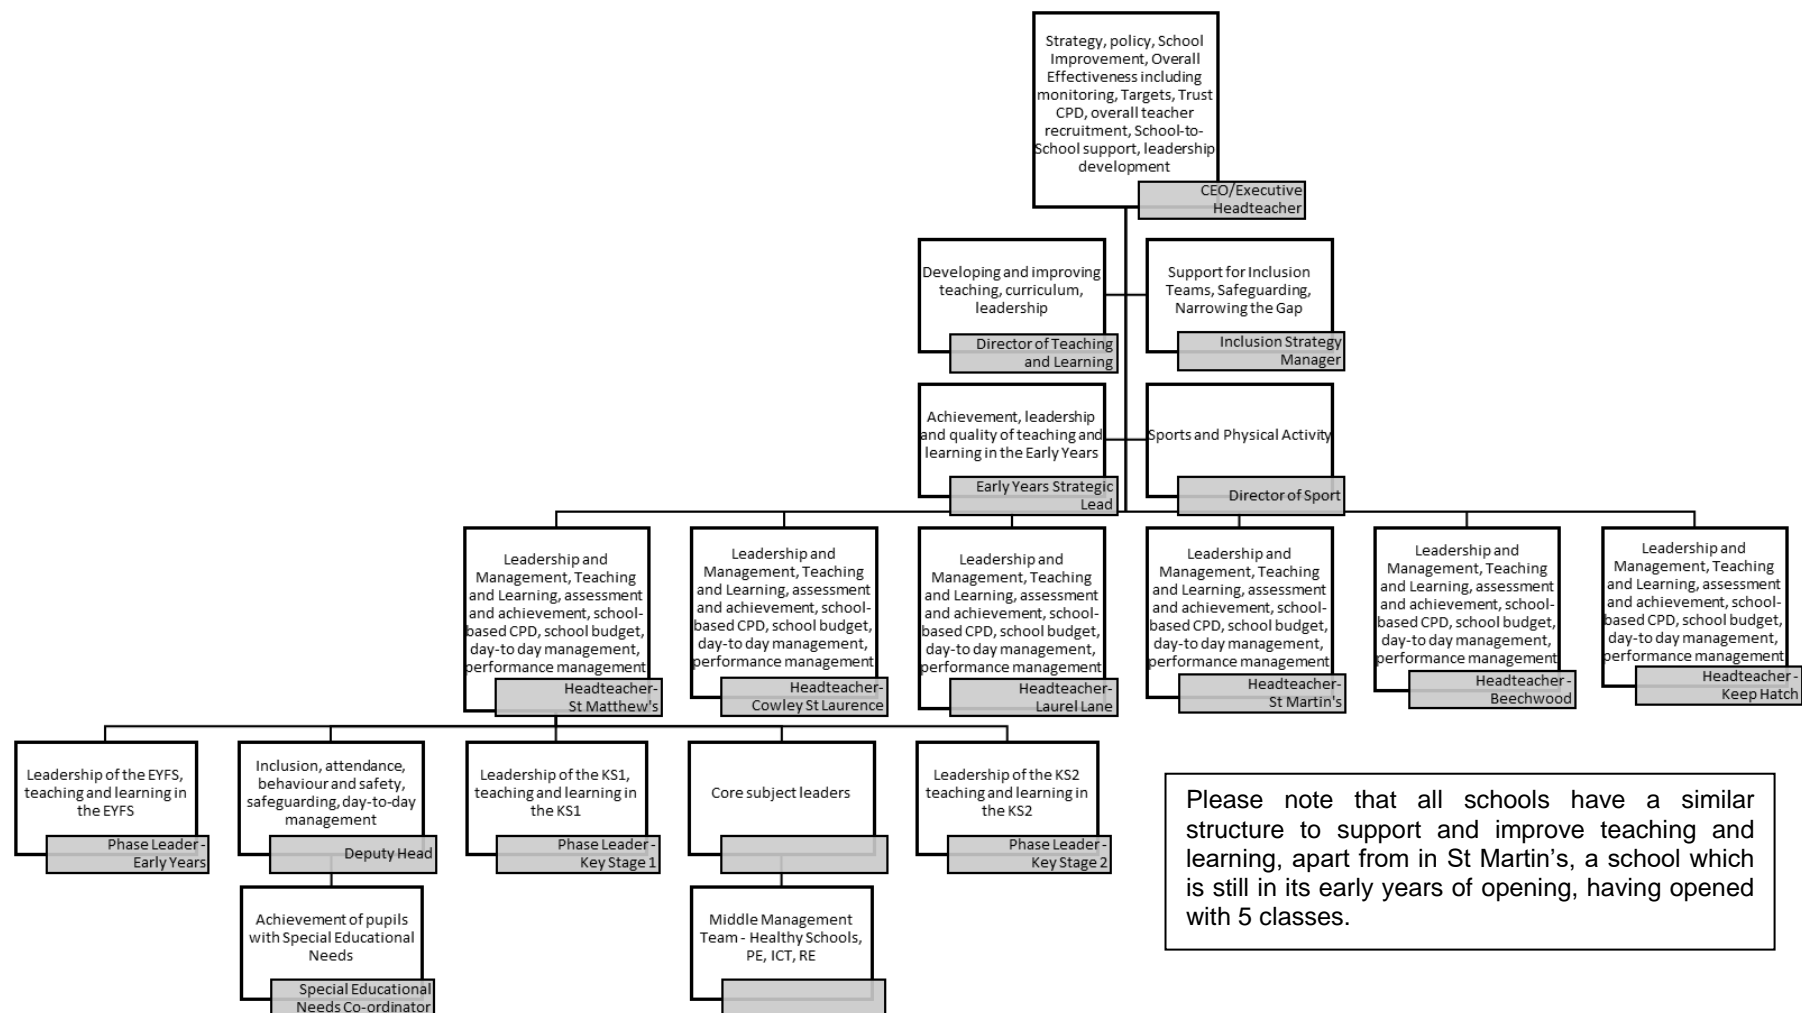 Strategy, policy, School
Improvement, Overall
Effectiveness including
monitoring, Targets, Trust
CPD, overall teacher
recruitment, School-to-
School support, leadership
development
CEO/Executive
Headteacher
Developing and improving
teaching, curriculum,
leadership
Director of Teaching
and Learning
Support for Inclusion
Teams, Safeguarding,
Narrowing the Gap
Inclusion Strategy
Manager
Achievement, leadership
and quality of teaching and
learning in the Early Years
Early Years Strategic
Lead
Sports and Physical Activity
Director of Sport
Leadership and
Management, Teaching
and Learning, assessment
and achievement, school-
based CPD, school budget,
day-to day management,
performance management
Headteacher-
St Matthew's
Leadership and
Management, Teaching
and Learning, assessment
and achievement, school-
based CPD, school budget,
day-to day management,
performance management
Headteacher-
Cowley St Laurence
Leadership and
Management, Teaching
and Learning, assessment
and achievement, school-
based CPD, school budget,
day-to day management,
performance management
Headteacher-
Laurel Lane
Leadership and
Management, Teaching
and Learning, assessment
and achievement, school-
based CPD, school budget,
day-to day management,
performance management
Headteacher-
St Martin's
Leadership and
Management, Teaching
and Learning, assessment
and achievement, school-
based CPD, school budget,
day-to day management,
performance management
Headteacher -
Beechwood
Leadership and
Management, Teaching
and Learning, assessment
and achievement, school-
based CPD, school budget,
day-to day management,
performance management
Headteacher -
Keep Hatch
Leadership of the EYFS,
teaching and learning in
the EYFS
Phase Leader -
Early Years
Inclusion, attendance,
behaviour and safety,
safeguarding, day-to-day
management
Deputy Head
Leadership of the KS1,
teaching and learning in
the KS1
Phase Leader -
Key Stage 1
Core subject leaders
Leadership of the KS2
teaching and learning in
the KS2
Phase Leader -
Key Stage 2
Achievement of pupils
with Special Educational
Needs
Special Educational
Needs Co-ordinator
Middle Management
Team - Healthy Schools,
PE, ICT, RE
Please note that all schools have a similar
structure to support and improve teaching and
learning, apart from in St Martin's, a school which
is still in its early years of opening, having opened
with 5 classes.